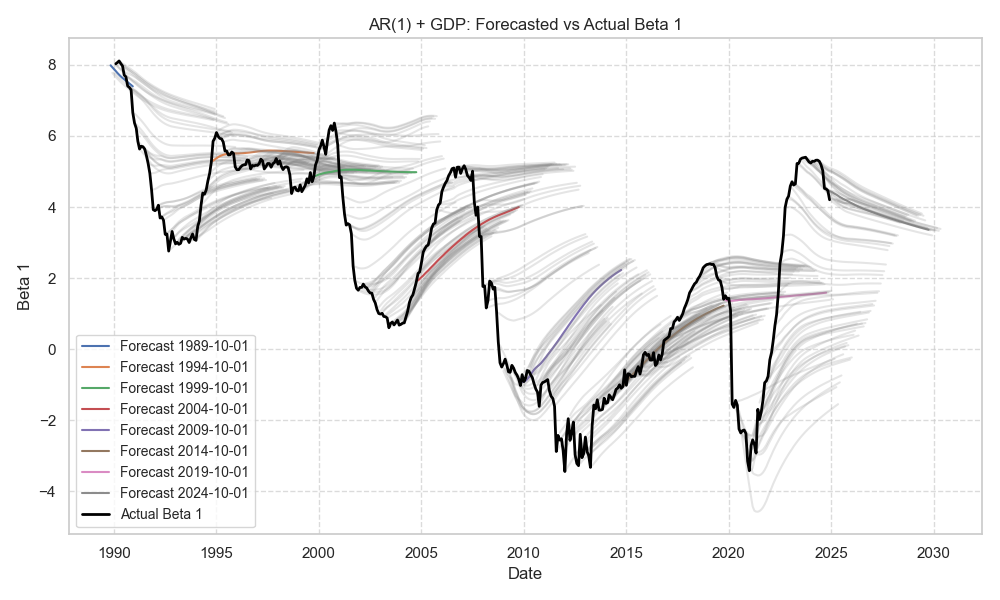 AR(1) + GDP: Forecasted vs Actual Beta 1
8
6
4
2
0
−2
−4
Beta 1
Forecast 1989-10-01
Forecast 1994-10-01
Forecast 1999-10-01
Forecast 2004-10-01
Forecast 2009-10-01
Forecast 2014-10-01
Forecast 2019-10-01
Forecast 2024-10-01
Actual Beta 1
1990 1995 2000 2005 2010 2015 2020 2025 2030
Date